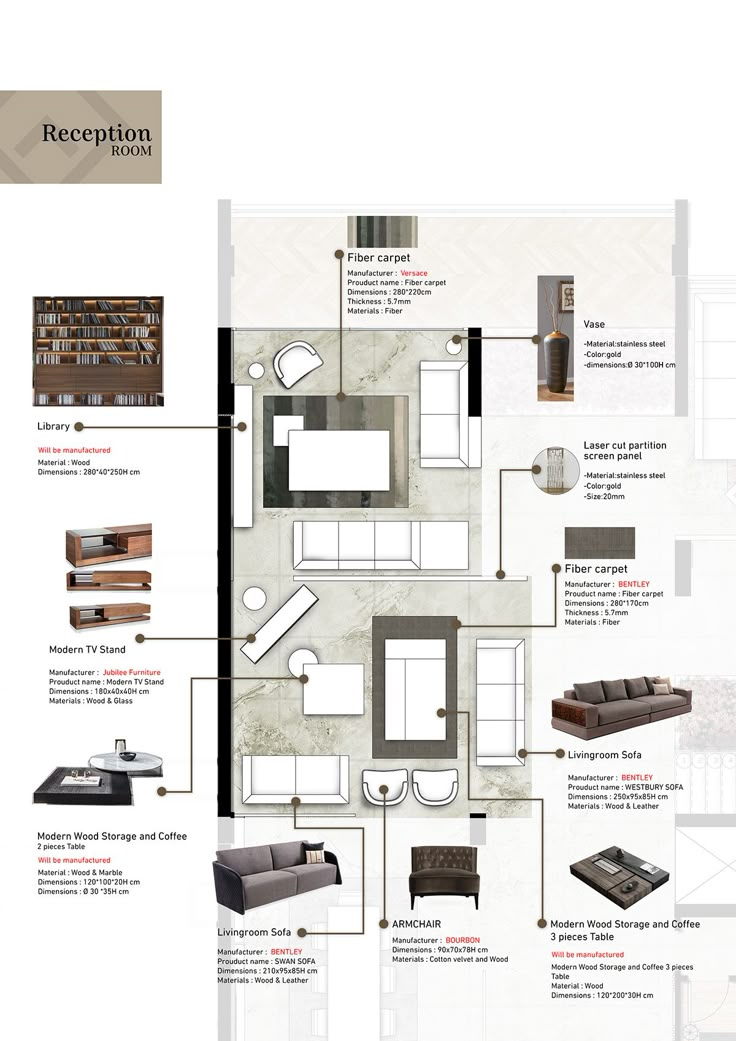 Reception
ROOM
Fiber carpet
Manufacturer : Versace
Prouduct name : Fiber carpet
Dimensions : 280*220cm
Thickness : 5.7mm
Materials : Fiber
Vase
-Material:stainless steel
-Color:gold
-dimensions:Ø 30*100H cm
Library
Will be manufactured
Material : Wood
Dimensions : 280*40*250H cm
Laser cut partition
screen panel
-Material:stainless steel
-Color:gold
-Size:20mm
Fiber carpet
Manufacturer : BENTLEY
Prouduct name : Fiber carpet
Dimensions : 280*170cm
Thickness : 5.7mm
Materials : Fiber
Modern TV Stand
Manufacturer : Jubilee Furniture
Prouduct name : Modern TV Stand
Dimensions : 180x40x40H cm
Materials : Wood & Glass
Livingroom Sofa
Manufacturer : BENTLEY
Prouduct name : WESTBURY SOFA
Dimensions : 250x95x85H cm
Materials : Wood & Leather
Modern Wood Storage and Coffee
2 pieces Table
Will be manufactured
Material : Wood & Marble
Dimensions : 120*100*20H cm
Dimensions : Ø 30 *35H cm
Livingroom Sofa
Manufacturer : BENTLEY
Prouduct name : SWAN SOFA
Dimensions : 210x95x85H cm
Materials : Wood & Leather
ARMCHAIR
Manufacturer : BOURBON
Dimensions : 90x70x78H cm
Materials : Cotton velvet and Wood
Modern Wood Storage and Coffee
3 pieces Table
Will be manufactured
Modern Wood Storage and Coffee 3 pieces
Table
Material : Wood
Dimensions : 120*200*30H cm